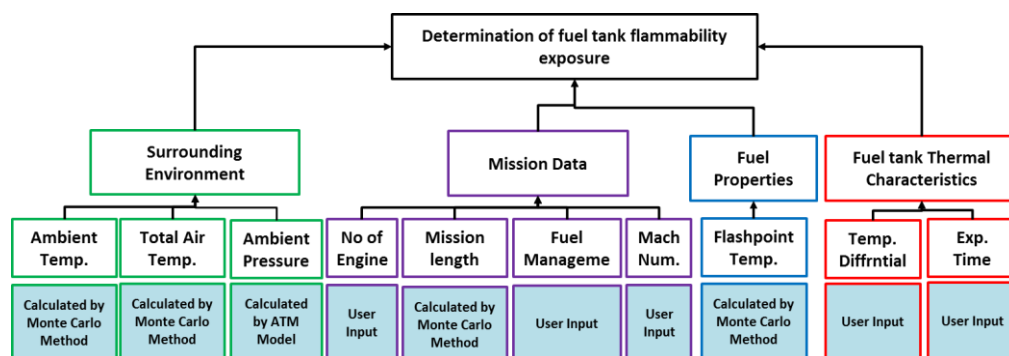 Determination of fuel tank flammability
exposure
Surrounding
Environment
Mission Data
Fuel
Properties
Fuel tank Thermal
Characteristics
Ambient
Temp.
Total Air
Temp.
Ambient
Pressure
No of
Engine
Mission
length
Fuel
Manageme
Mach
Num.
Flashpoint
Temp.
Temp.
Diffrntial
Exp.
Time
Calculated by
Monte Carlo
Method
Calculated by
Monte Carlo
Method
Calculated
by ATM
Model
User
Input
Calculated by
Monte Carlo
Method
User Input
User
Input
Calculated by
Monte Carlo
Method
User Input
User Input